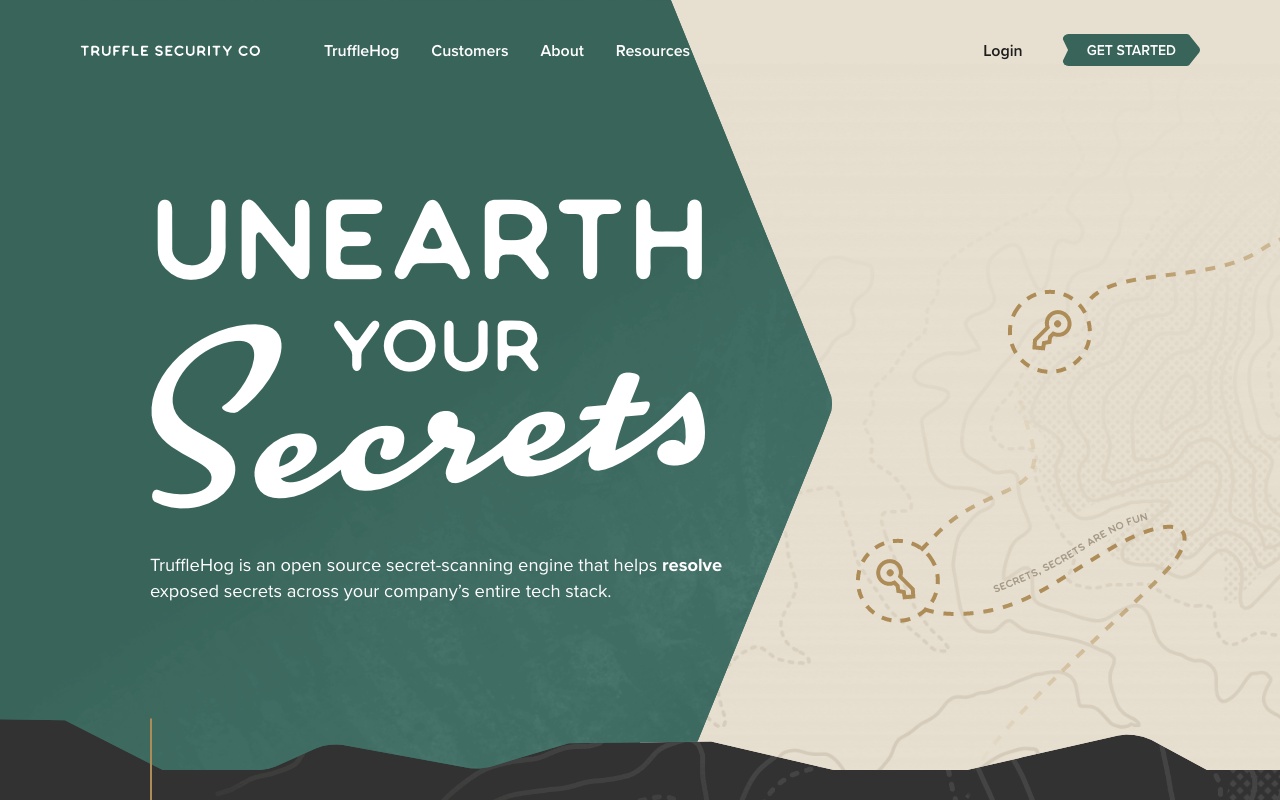 TRUFFLE SECURITY CO
TruffleHog
Customers
About
Resources
Login
GET STARTED
UNEARTH
YOUR
Secrets
TruffleHog is an open source secret-scanning engine that helps resolve
exposed secrets across your company’s entire tech stack.
SECRETS, SECRETS ARE NO FUN